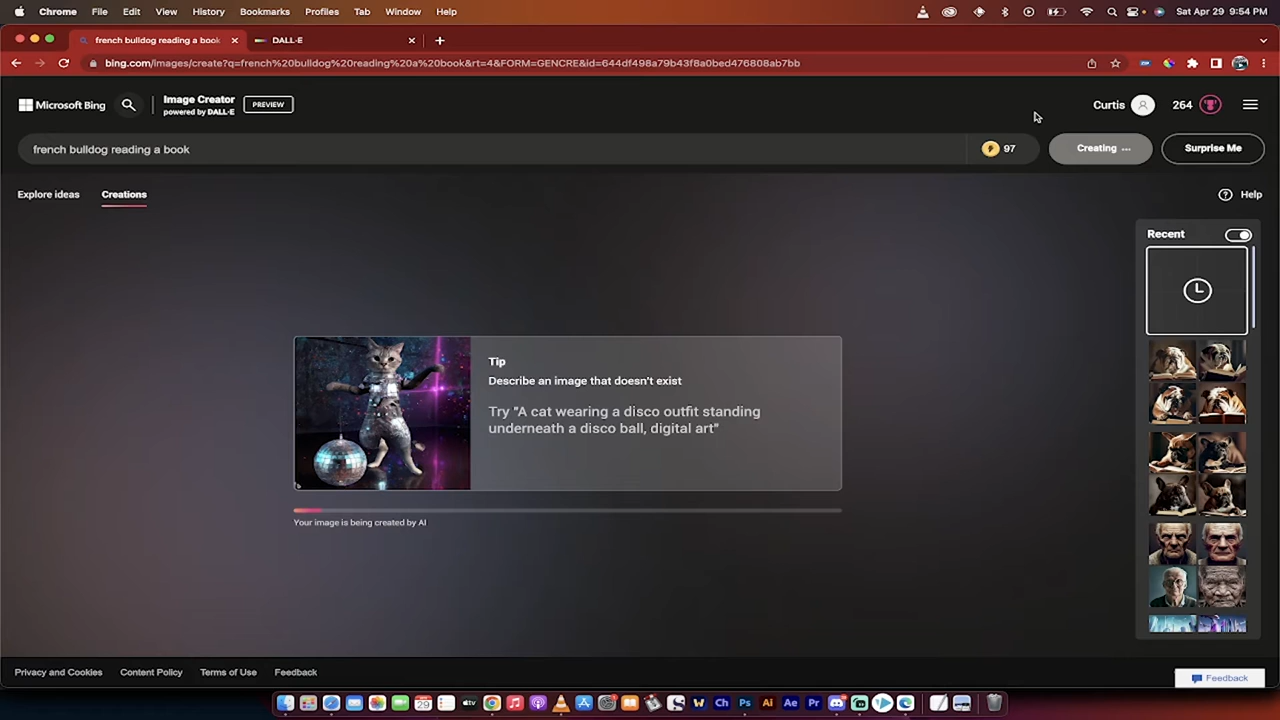 Chrome File Edit View History Bookmarks Profiles Tab Window Help Sat Apr 29 9:54 PM
french bulldog reading a book DALL·E
bing.com/images/create?q=french%20bulldog%20reading%20a%20book&rt=4&FORM=GENCRE&id=644df498a79b43f8a0bed476808ab7bb
Microsoft Bing Image Creator PREVIEW Curtis 264
powered by DALL·E
french bulldog reading a book 97 Creating ··· Surprise Me
Explore ideas Creations Help
Recent
Tip
Describe an image that doesn't exist
Try "A cat wearing a disco outfit standing
underneath a disco ball, digital art"
Your image is being created by AI
Privacy and Cookies Content Policy Terms of Use Feedback Feedback